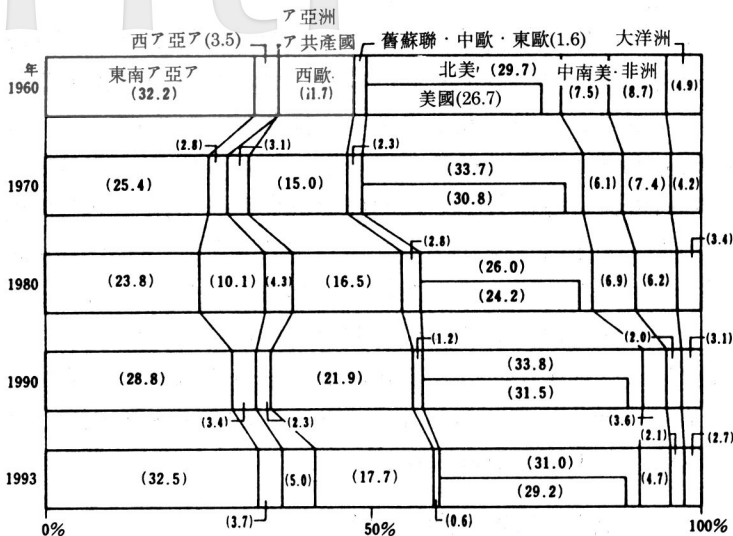 ア亞洲
西ア亞ア(3.5) ア共產國 舊蘇聯·中歐·東歐(1.6) 大洋洲
年
1960 東南ア亞ア (32.2) 西歐 (11.7) 北美 (29.7) 美國(26.7) 中南美 (7.5) 非洲 (8.7) (4.9)
(2.8) (3.1) (2.3)
1970 (25.4) (15.0) (33.7) (30.8) (6.1) (7.4) (4.2)
(2.8) (3.4)
1980 (23.8) (10.1) (4.3) (16.5) (26.0) (24.2) (6.9) (6.2)
(1.2) (2.0) (3.1)
1990 (28.8) (21.9) (33.8) (31.5)
(3.4) (2.3) (3.6) (2.1) (2.7)
1993 (32.5) (5.0) (17.7) (31.0) (29.2) (4.7)
(3.7) (0.6)
0% 50% 100%